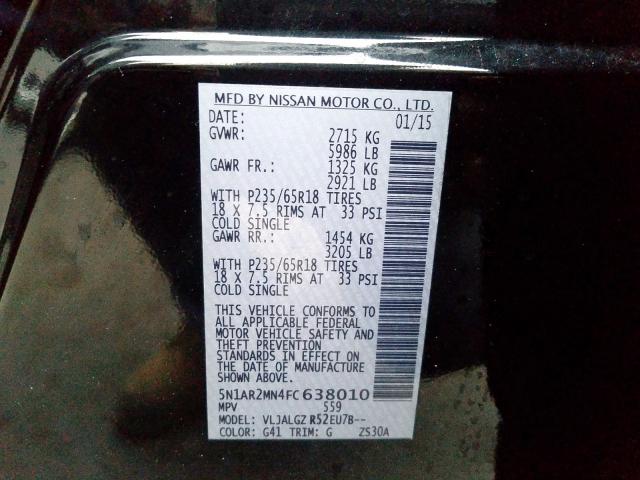 MFD BY NISSAN MOTOR CO., LTD.
DATE: 01/15
GVWR: 2715 KG
5986 LB
GAWR FR.: 1325 KG
2921 LB
WITH P235/65R18 TIRES
18 X 7.5 RIMS AT 33 PSI
COLD SINGLE
GAWR RR.: 1454 KG
3205 LB
WITH P235/65R18 TIRES
18 X 7.5 RIMS AT 33 PSI
COLD SINGLE
THIS VEHICLE CONFORMS TO
ALL APPLICABLE FEDERAL
MOTOR VEHICLE SAFETY AND
THEFT PREVENTION
STANDARDS IN EFFECT ON
THE DATE OF MANUFACTURE
SHOWN ABOVE.
5N1AR2MN4FC638010
MPV 559
MODEL: VLJALGZ R52EU7B--
COLOR: G41 TRIM: G ZS30A